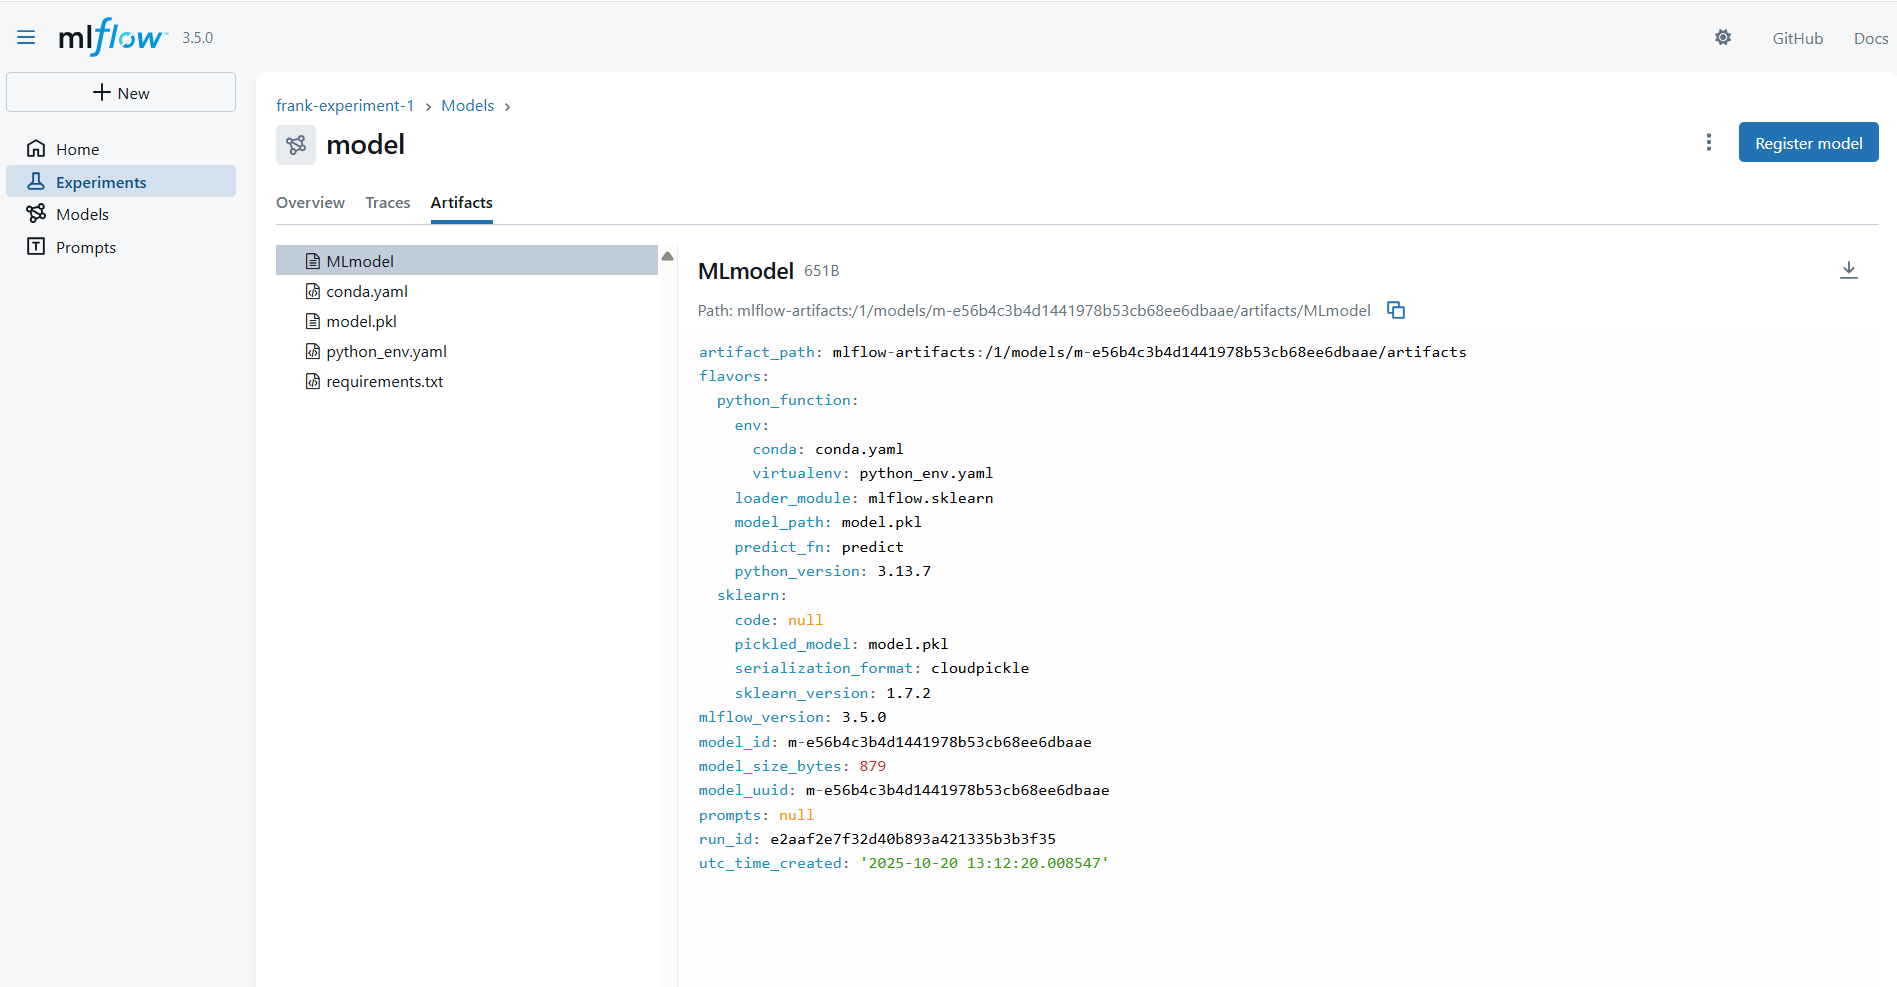 mlflow™ 3.5.0
GitHub
Docs
New
Home
Experiments
Models
Prompts
frank-experiment-1 › Models ›
model
Register model
Overview
Traces
Artifacts
MLmodel
conda.yaml
model.pkl
python_env.yaml
requirements.txt
MLmodel 651B
Path: mlflow-artifacts:/1/models/m-e56b4c3b4d1441978b53cb68ee6dbaae/artifacts/MLmodel
artifact_path: mlflow-artifacts:/1/models/m-e56b4c3b4d1441978b53cb68ee6dbaae/artifacts
flavors:
  python_function:
    env:
      conda: conda.yaml
      virtualenv: python_env.yaml
    loader_module: mlflow.sklearn
    model_path: model.pkl
    predict_fn: predict
    python_version: 3.13.7
  sklearn:
    code: null
    pickled_model: model.pkl
    serialization_format: cloudpickle
    sklearn_version: 1.7.2
mlflow_version: 3.5.0
model_id: m-e56b4c3b4d1441978b53cb68ee6dbaae
model_size_bytes: 879
model_uuid: m-e56b4c3b4d1441978b53cb68ee6dbaae
prompts: null
run_id: e2aaf2e7f32d40b893a421335b3b3f35
utc_time_created: '2025-10-20 13:12:20.008547'